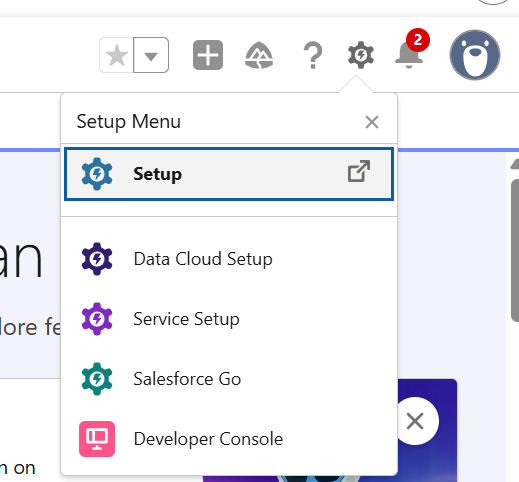 2
Setup Menu
Setup
an
Data Cloud Setup
lore fe
Service Setup
Salesforce Go
Developer Console
n on